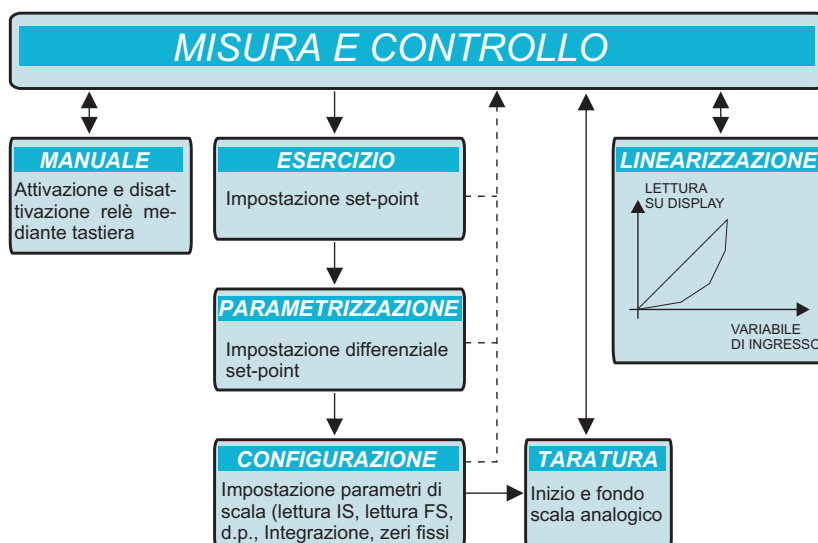 MISURA E CONTROLLO
MANUALE
Attivazione e disat-
tivazione relè me-
diante tastiera
ESERCIZIO
Impostazione set-point
PARAMETRIZZAZIONE
Impostazione differenziale
set-point
CONFIGURAZIONE
Impostazione parametri di
scala (lettura IS, lettura FS,
d.p., Integrazione, zeri fissi
TARATURA
Inizio e fondo
scala analogico
LINEARIZZAZIONE
LETTURA
SU DISPLAY
VARIABILE
DI INGRESSO